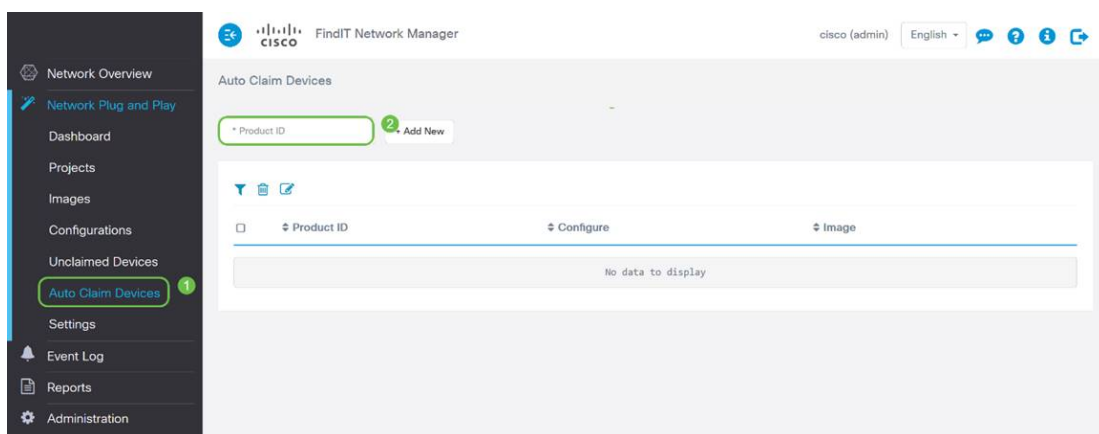 CISCO FindIT Network Manager cisco (admin) English
Network Overview
Network Plug and Play
Dashboard
Projects
Images
Configurations
Unclaimed Devices
Auto Claim Devices 1
Settings
Event Log
Reports
Administration
Auto Claim Devices
* Product ID 2 + Add New
Product ID Configure Image
No data to display